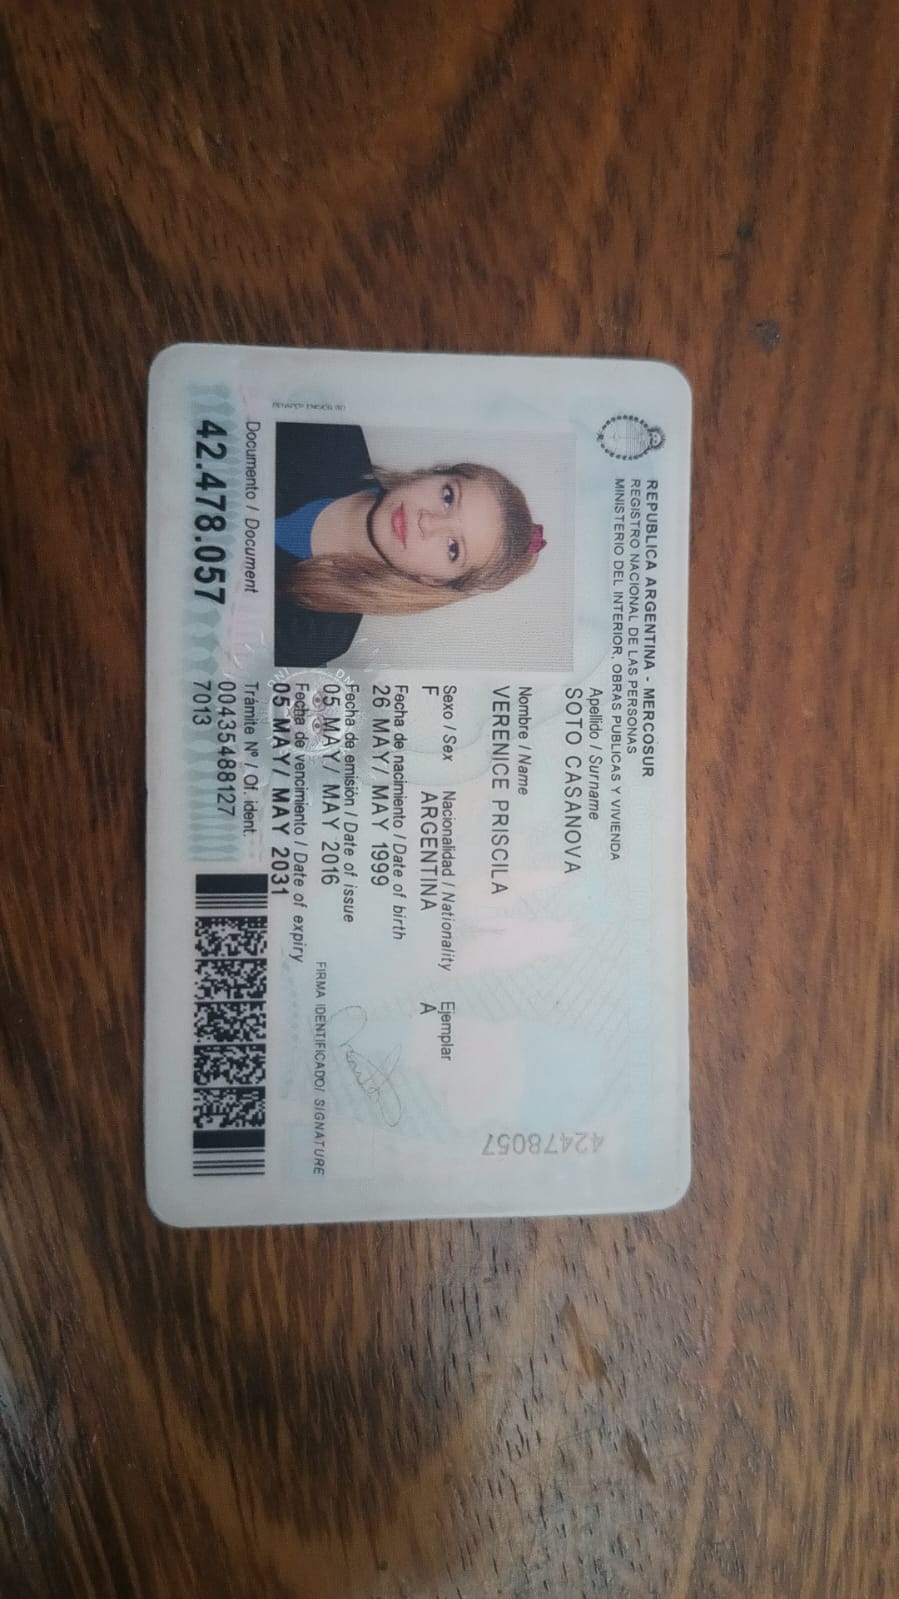 REPUBLICA ARGENTINA - MERCOSUR
REGISTRO NACIONAL DE LAS PERSONAS
MINISTERIO DEL INTERIOR, OBRAS PUBLICAS Y VIVIENDA
Apellido / Surname
SOTO CASANOVA
Nombre / Name
VERENICE PRISCILA
Sexo / Sex Nacionalidad / Nationality Ejemplar
F ARGENTINA A
Fecha de nacimiento / Date of birth
26 MAY/ MAY 1999
Fecha de emisión / Date of issue
05 MAY/ MAY 2016
Fecha de vencimiento / Date of expiry
05 MAY/ MAY 2031
FIRMA IDENTIFICADO/ SIGNATURE
Documento / Document
42.478.057
Trámite Nº / Of. ident.
00435488127
7013
42478057